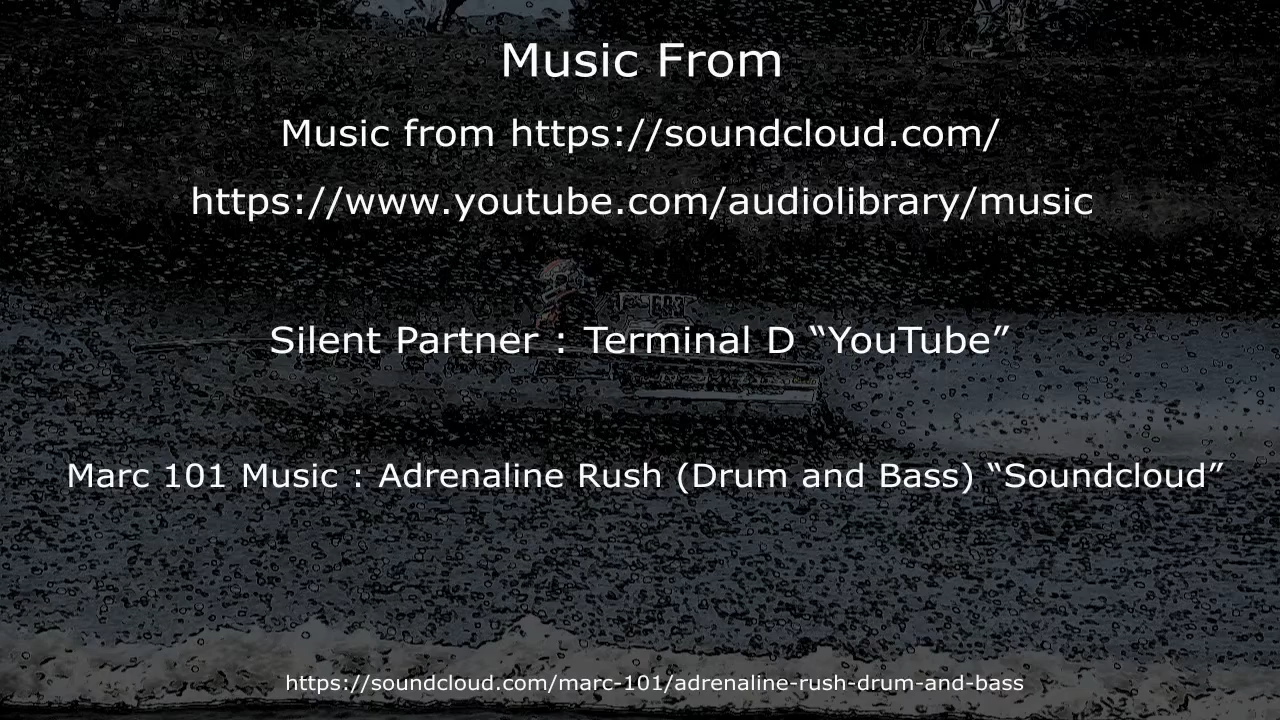 Music From
Music from https://soundcloud.com/
https://www.youtube.com/audiolibrary/music
Silent Partner : Terminal D “YouTube”
Marc 101 Music : Adrenaline Rush (Drum and Bass) “Soundcloud”
https://soundcloud.com/marc-101/adrenaline-rush-drum-and-bass